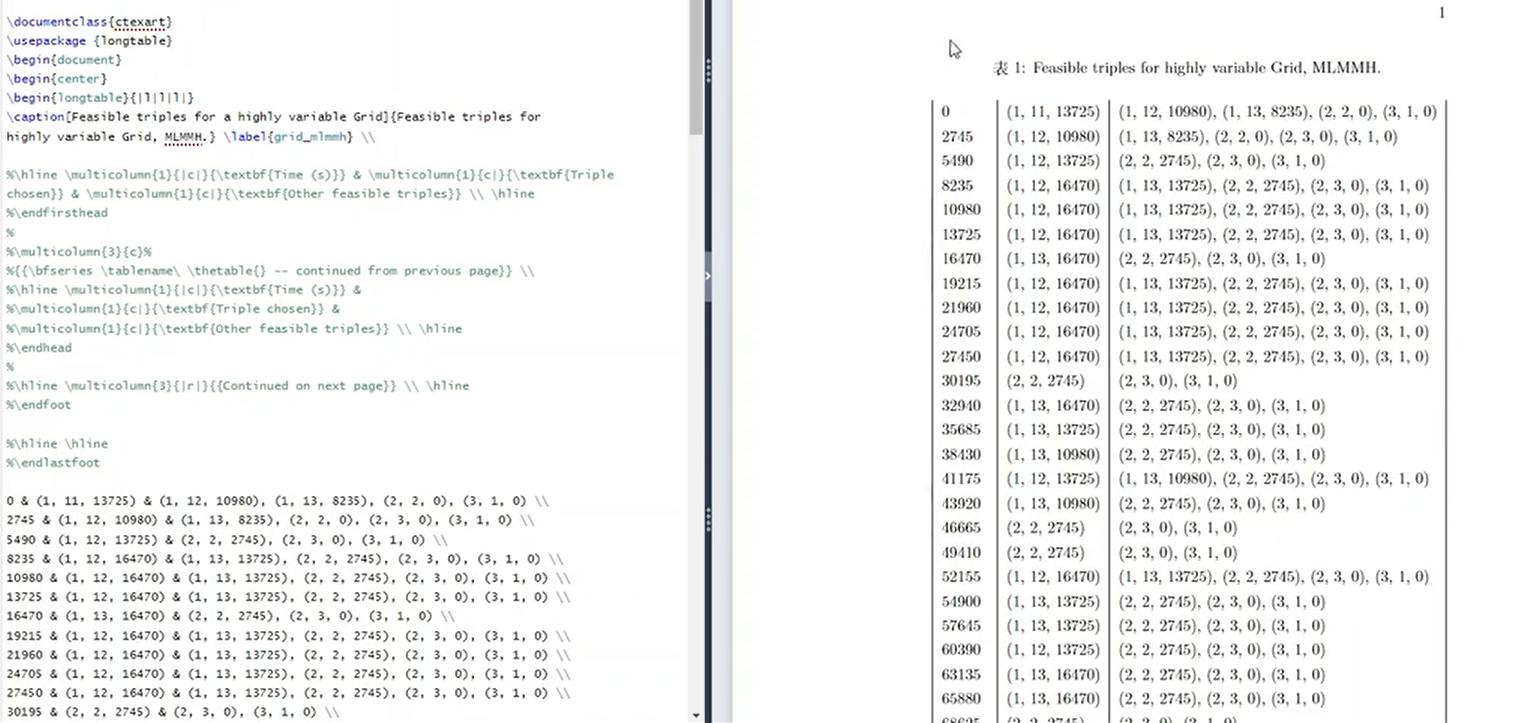 \documentclass{ctexart}
\usepackage {longtable}
\begin{document}
\begin{center}
\begin{longtable}{|l|l|l|}
\caption[Feasible triples for a highly variable Grid]{Feasible triples for
highly variable Grid, MLMMH.} \label{grid_mlmmh} \\
%\hline \multicolumn{1}{|c|}{\textbf{Time (s)}} & \multicolumn{1}{c|}{\textbf{Triple
chosen}} & \multicolumn{1}{c|}{\textbf{Other feasible triples}} \\ \hline
%\endfirsthead
%
%\multicolumn{3}{c}%
%{{\bfseries \tablename\ \thetable{} -- continued from previous page}} \\
%\hline \multicolumn{1}{|c|}{\textbf{Time (s)}} &
%\multicolumn{1}{c|}{\textbf{Triple chosen}} &
%\multicolumn{1}{c|}{\textbf{Other feasible triples}} \\ \hline
%\endhead
%
%\hline \multicolumn{3}{|r|}{{Continued on next page}} \\ \hline
%\endfoot
%\hline \hline
%\endlastfoot
0 & (1, 11, 13725) & (1, 12, 10980), (1, 13, 8235), (2, 2, 0), (3, 1, 0) \\
2745 & (1, 12, 10980) & (1, 13, 8235), (2, 2, 0), (2, 3, 0), (3, 1, 0) \\
5490 & (1, 12, 13725) & (2, 2, 2745), (2, 3, 0), (3, 1, 0) \\
8235 & (1, 12, 16470) & (1, 13, 13725), (2, 2, 2745), (2, 3, 0), (3, 1, 0) \\
10980 & (1, 12, 16470) & (1, 13, 13725), (2, 2, 2745), (2, 3, 0), (3, 1, 0) \\
13725 & (1, 12, 16470) & (1, 13, 13725), (2, 2, 2745), (2, 3, 0), (3, 1, 0) \\
16470 & (1, 13, 16470) & (2, 2, 2745), (2, 3, 0), (3, 1, 0) \\
19215 & (1, 12, 16470) & (1, 13, 13725), (2, 2, 2745), (2, 3, 0), (3, 1, 0) \\
21960 & (1, 12, 16470) & (1, 13, 13725), (2, 2, 2745), (2, 3, 0), (3, 1, 0) \\
24705 & (1, 12, 16470) & (1, 13, 13725), (2, 2, 2745), (2, 3, 0), (3, 1, 0) \\
27450 & (1, 12, 16470) & (1, 13, 13725), (2, 2, 2745), (2, 3, 0), (3, 1, 0) \\
30195 & (2, 2, 2745) & (2, 3, 0), (3, 1, 0) \\
1
表 1: Feasible triples for highly variable Grid, MLMMH.
0 (1, 11, 13725) (1, 12, 10980), (1, 13, 8235), (2, 2, 0), (3, 1, 0)
2745 (1, 12, 10980) (1, 13, 8235), (2, 2, 0), (2, 3, 0), (3, 1, 0)
5490 (1, 12, 13725) (2, 2, 2745), (2, 3, 0), (3, 1, 0)
8235 (1, 12, 16470) (1, 13, 13725), (2, 2, 2745), (2, 3, 0), (3, 1, 0)
10980 (1, 12, 16470) (1, 13, 13725), (2, 2, 2745), (2, 3, 0), (3, 1, 0)
13725 (1, 12, 16470) (1, 13, 13725), (2, 2, 2745), (2, 3, 0), (3, 1, 0)
16470 (1, 13, 16470) (2, 2, 2745), (2, 3, 0), (3, 1, 0)
19215 (1, 12, 16470) (1, 13, 13725), (2, 2, 2745), (2, 3, 0), (3, 1, 0)
21960 (1, 12, 16470) (1, 13, 13725), (2, 2, 2745), (2, 3, 0), (3, 1, 0)
24705 (1, 12, 16470) (1, 13, 13725), (2, 2, 2745), (2, 3, 0), (3, 1, 0)
27450 (1, 12, 16470) (1, 13, 13725), (2, 2, 2745), (2, 3, 0), (3, 1, 0)
30195 (2, 2, 2745) (2, 3, 0), (3, 1, 0)
32940 (1, 13, 16470) (2, 2, 2745), (2, 3, 0), (3, 1, 0)
35685 (1, 13, 13725) (2, 2, 2745), (2, 3, 0), (3, 1, 0)
38430 (1, 13, 10980) (2, 2, 2745), (2, 3, 0), (3, 1, 0)
41175 (1, 12, 13725) (1, 13, 10980), (2, 2, 2745), (2, 3, 0), (3, 1, 0)
43920 (1, 13, 10980) (2, 2, 2745), (2, 3, 0), (3, 1, 0)
46665 (2, 2, 2745) (2, 3, 0), (3, 1, 0)
49410 (2, 2, 2745) (2, 3, 0), (3, 1, 0)
52155 (1, 12, 16470) (1, 13, 13725), (2, 2, 2745), (2, 3, 0), (3, 1, 0)
54900 (1, 13, 13725) (2, 2, 2745), (2, 3, 0), (3, 1, 0)
57645 (1, 13, 13725) (2, 2, 2745), (2, 3, 0), (3, 1, 0)
60390 (1, 12, 13725) (2, 2, 2745), (2, 3, 0), (3, 1, 0)
63135 (1, 13, 16470) (2, 2, 2745), (2, 3, 0), (3, 1, 0)
65880 (1, 13, 16470) (2, 2, 2745), (2, 3, 0), (3, 1, 0)